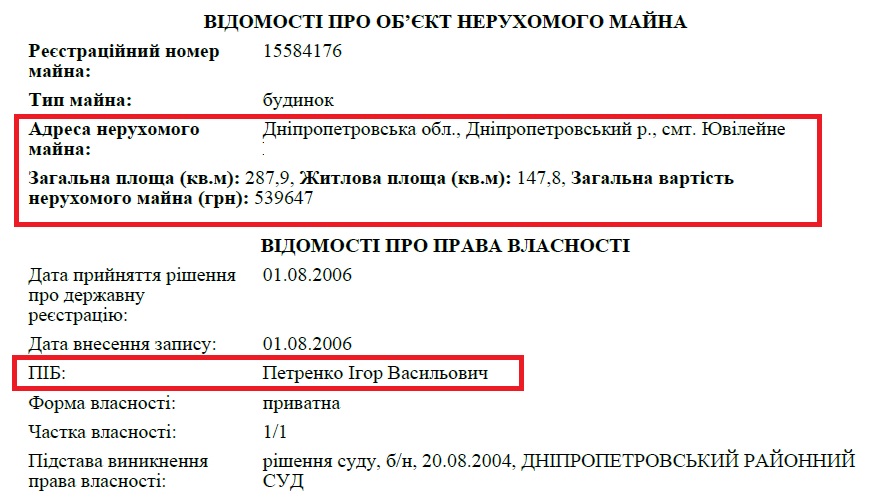 ВІДОМОСТІ ПРО ОБ’ЄКТ НЕРУХОМОГО МАЙНА
Реєстраційний номер майна: 15584176
Тип майна: будинок
Адреса нерухомого майна: Дніпропетровська обл., Дніпропетровський р., смт. Ювілейне
Загальна площа (кв.м): 287,9, Житлова площа (кв.м): 147,8, Загальна вартість
нерухомого майна (грн): 539647
ВІДОМОСТІ ПРО ПРАВА ВЛАСНОСТІ
Дата прийняття рішення про державну реєстрацію: 01.08.2006
Дата внесення запису: 01.08.2006
ПІБ: Петренко Ігор Васильович
Форма власності: приватна
Частка власності: 1/1
Підстава виникнення права власності: рішення суду, б/н, 20.08.2004, ДНІПРОПЕТРОВСЬКИЙ РАЙОННИЙ СУД